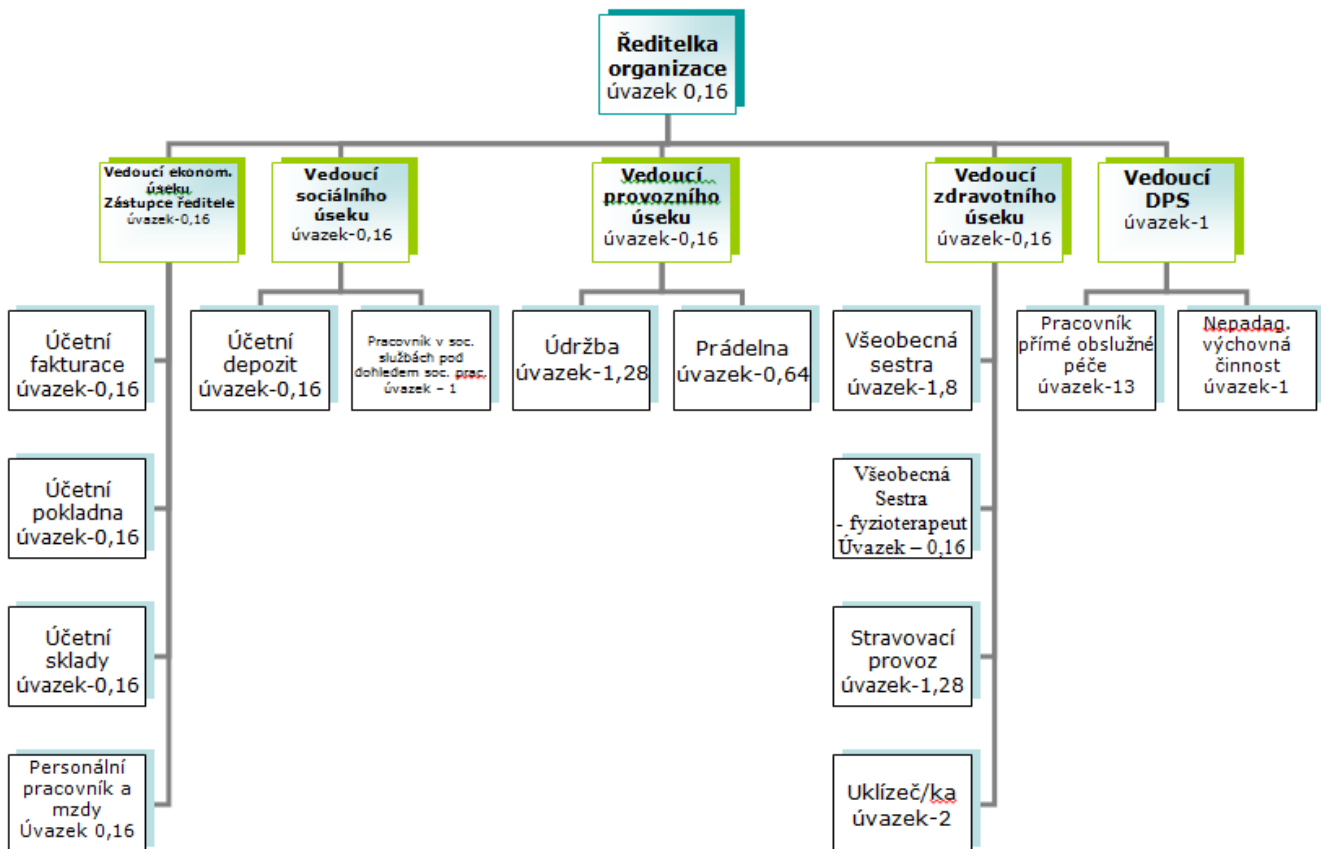 Ředitelka
organizace
úvazek 0,16
Vedoucí ekonom.
úseku
Zástupce ředitele
úvazek-0,16
Vedoucí
sociálního
úseku
úvazek-0,16
Vedoucí
provozního
úseku
úvazek-0,16
Vedoucí
zdravotního
úseku
úvazek-0,16
Vedoucí
DPS
úvazek-1
Účetní
fakturace
úvazek-0,16
Účetní
depozit
úvazek-0,16
Pracovník v soc.
službách pod
dohledem soc. prac.
úvazek – 1
Údržba
úvazek-1,28
Prádelna
úvazek-0,64
Všeobecná
sestra
úvazek-1,8
Pracovník
přímé obslužné
péče
úvazek-13
Nepadag.
výchovná
činnost
úvazek-1
Účetní
pokladna
úvazek-0,16
Všeobecná
Sestra
- fyzioterapeut
Úvazek – 0,16
Účetní
sklady
úvazek-0,16
Stravovací
provoz
úvazek-1,28
Personální
pracovník a
mzdy
Úvazek 0,16
Uklízeč/ka
úvazek-2